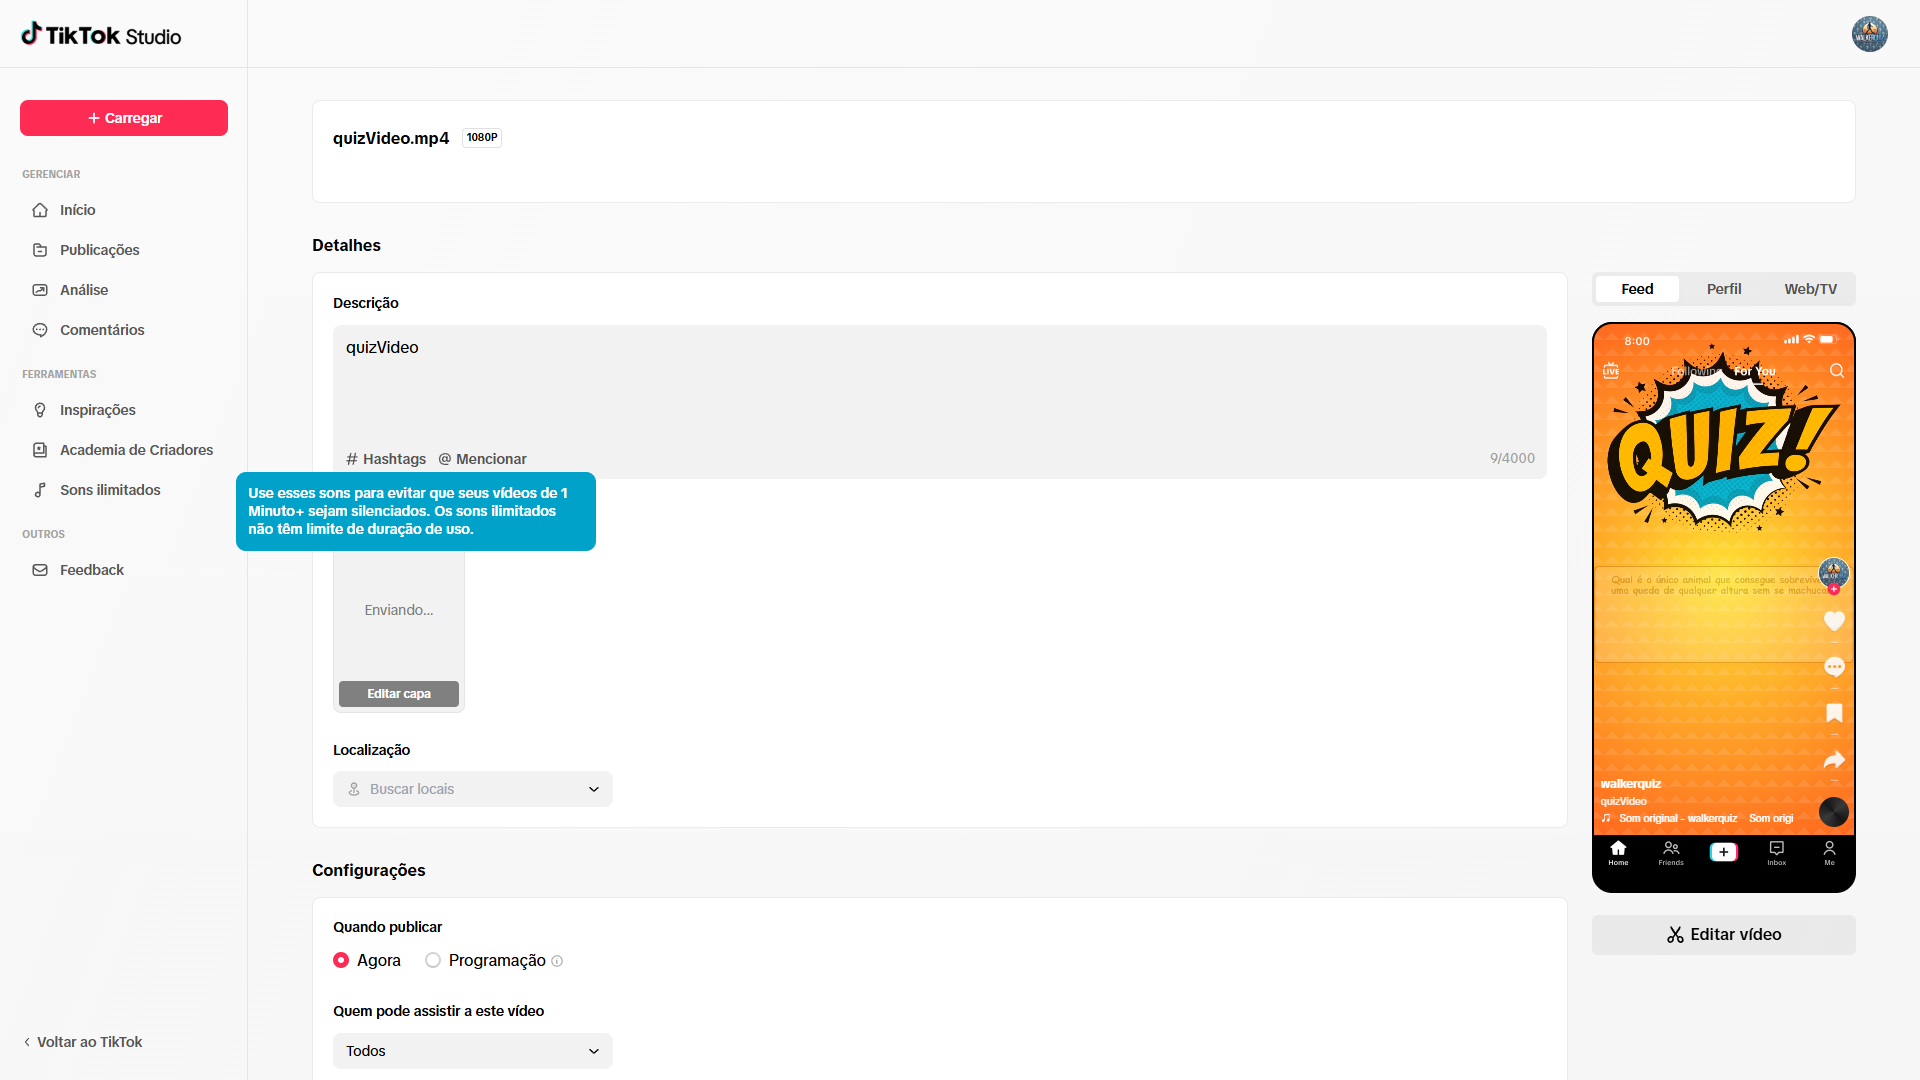 TikTok Studio
+ Carregar
GERENCIAR
Início
Publicações
Análise
Comentários
FERRAMENTAS
Inspirações
Academia de Criadores
Sons ilimitados
OUTROS
Feedback
Voltar ao TikTok
quizVideo.mp4 1080P
Detalhes
Descrição
quizVideo
# Hashtags @ Mencionar
9/4000
Use esses sons para evitar que seus vídeos de 1
Minuto+ sejam silenciados. Os sons ilimitados
não têm limite de duração de uso.
Enviando...
Editar capa
Localização
Buscar locais
Configurações
Quando publicar
Agora Programação
Quem pode assistir a este vídeo
Todos
Feed Perfil Web/TV
8:00
LIVE Following For You
QUIZ!
Qual é o único animal que consegue
uma queda de qualquer altura sem se
walkerquiz
quizVideo
Som original - walkerquiz Som origi
Home Friends Inbox Me
Editar vídeo